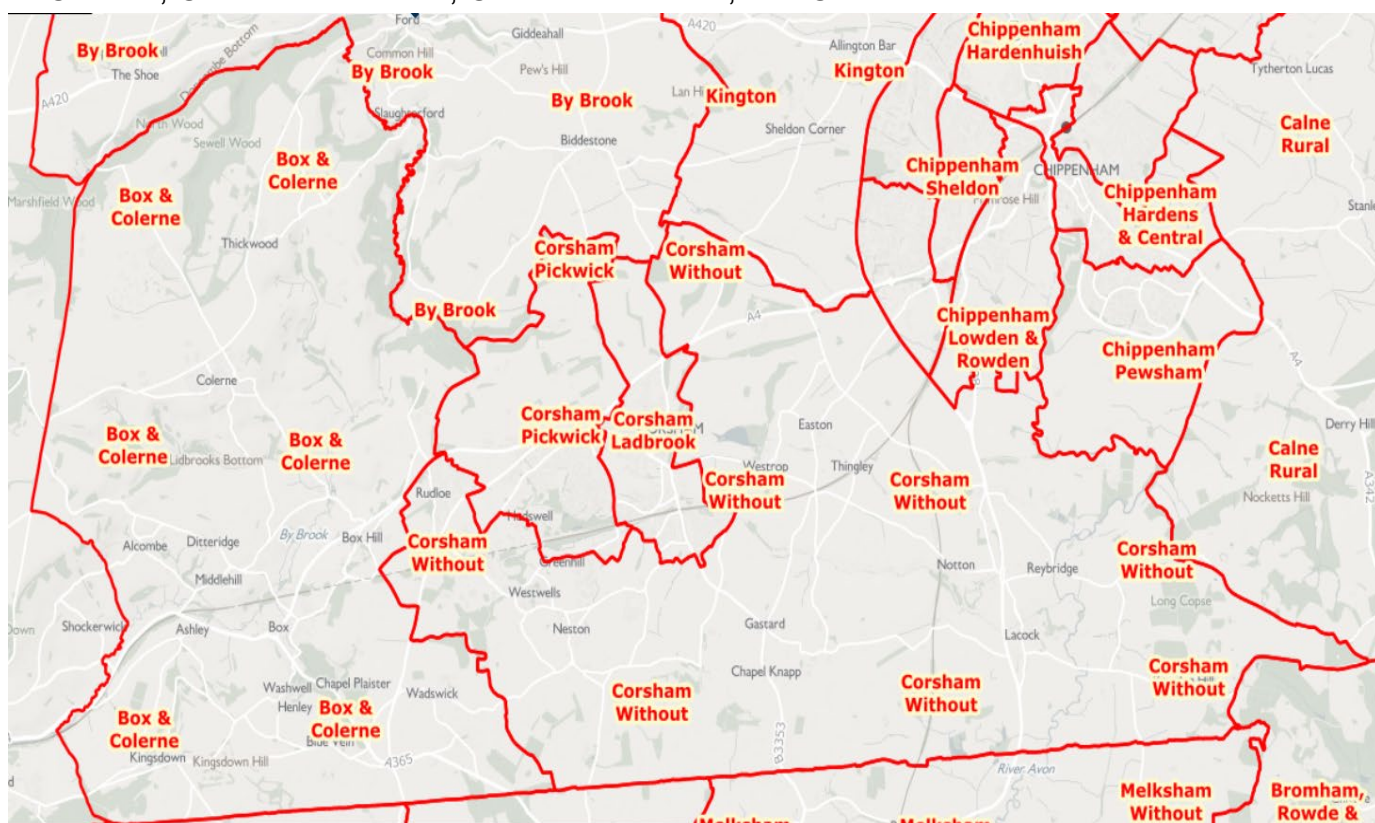 Ford
Giddeahall
A420
Chippenham
Hardenhuish
By Brook
The Shoe
Common Hill
By Brook
Pew's Hill
Allington Bar
Kington
Tytherton Lucas
A420
By Brook
Kington
Slaughterford
North Wood
Sewell Wood
Biddestone
Sheldon Corner
Calne
Rural
Box &
Colerne
Chippenham
Sheldon
CHIPPENHAM
Marshfield Wood
Box &
Colerne
Chippenham
Hardens
& Central
Thickwood
Corsham
Pickwick
Corsham
Without
By Brook
A4
Chippenham
Lowden &
Rowden
Chippenham
Pewsham
A4
Colerne
Corsham
Pickwick
Corsham
Ladbrook
Easton
Derry Hill
Box &
Colerne
Lidbrooks Bottom
Box &
Colerne
Westrop
Thingley
Calne
Rural
Rudloe
Corsham
Without
Corsham
Without
Nocketts Hill
A342
Hudswell
Alcombe
Ditteridge
By Brook
Box Hill
Corsham
Without
Corsham
Without
Middlehill
Greenhill
Notton
Reybridge
Westwells
Long Copse
Shockerwick
Ashley
Box
Neston
Gastard
Lacock
Chapel Knapp
Corsham
Without
Washwell
Chapel Plaister
Henley
Wadswick
Corsham
Without
Corsham
Without
Box &
Colerne
Box &
Colerne
Blue Vein
Kingsdown
Kingsdown Hill
A365
B3353
River Avon
Melksham
Without
Bromham,
Rowde &
Melksham
Melksham